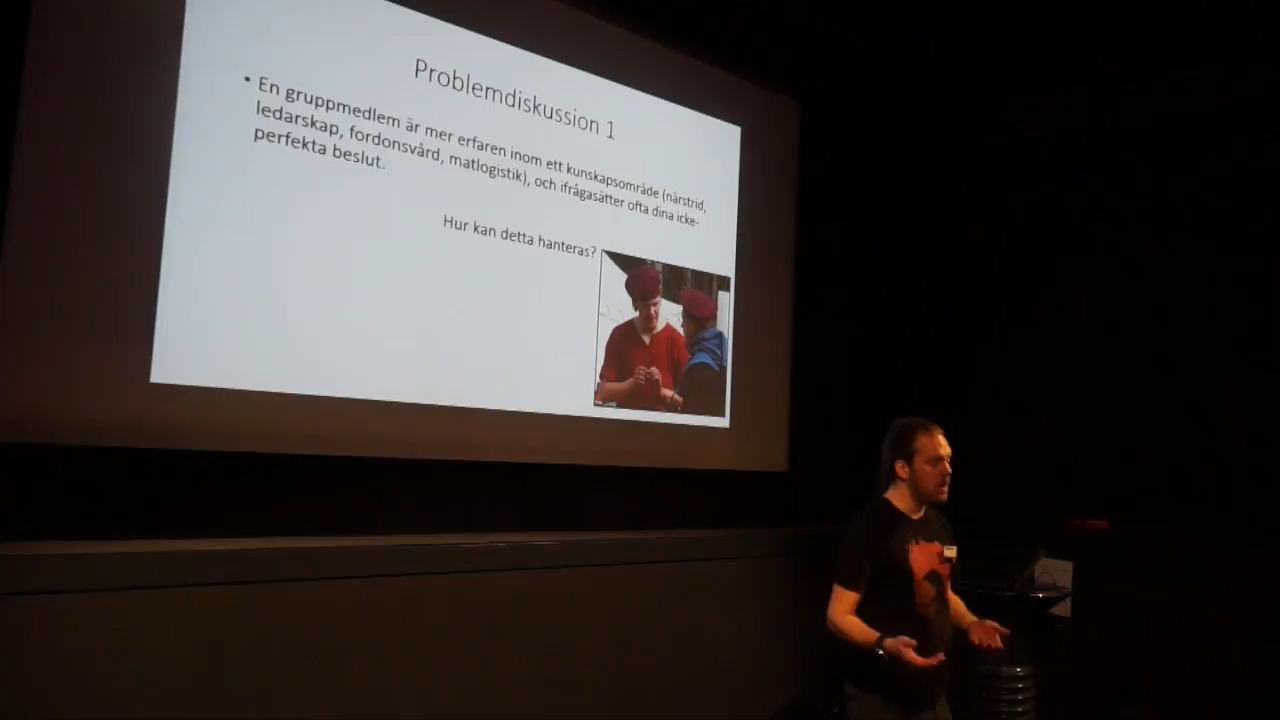 Problemdiskussion 1
• En gruppmedlem är mer erfaren inom ett kunskapsområde (närstrid,
ledarskap, fordonsvård, matlogistik), och ifrågasätter ofta dina icke-
perfekta beslut.
Hur kan detta hanteras?